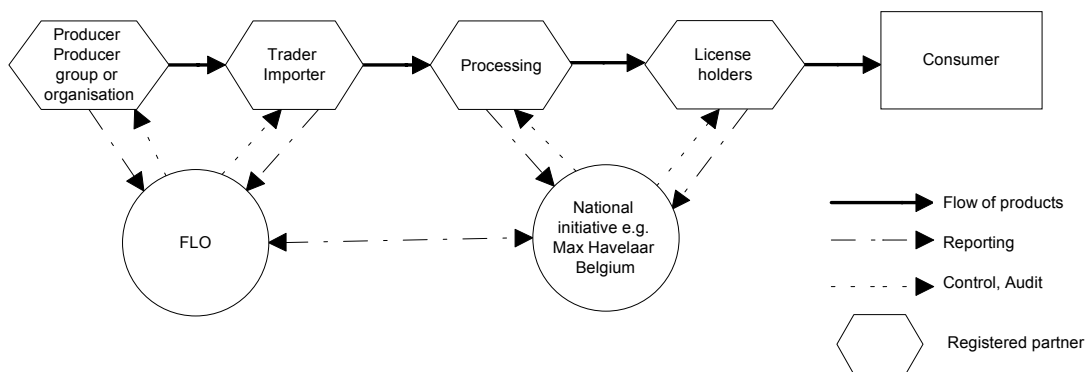 Producer
Producer
group or
organisation
Trader
Importer
Processing
License
holders
Consumer
FLO
National
initiative e.g.
Max Havelaar
Belgium
Flow of products
Reporting
Control, Audit
Registered partner